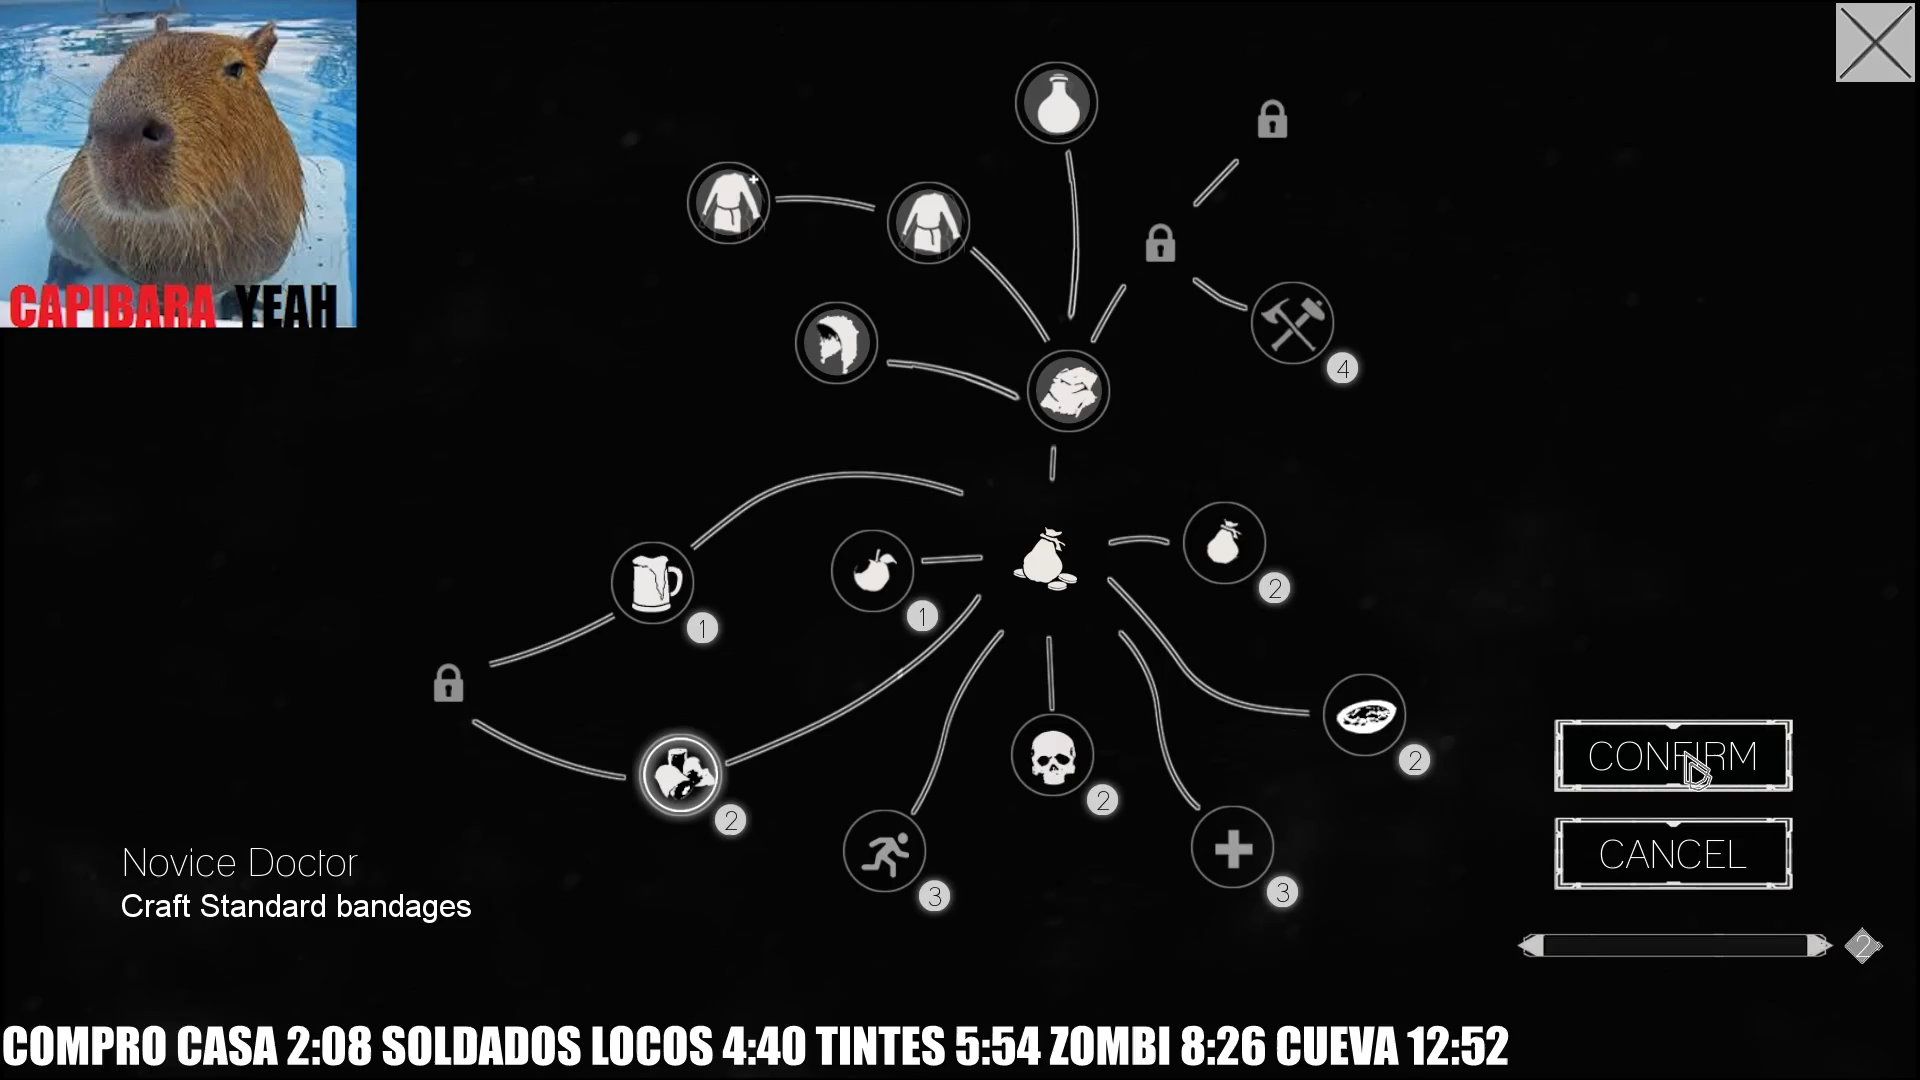 CAPIBARA YEAH
4
1
1
2
2
2
2
3
3
CONFIRM
CANCEL
Novice Doctor
Craft Standard bandages
2
COMPRO CASA 2:08 SOLDADOS LOCOS 4:40 TINTES 5:54 ZOMBI 8:26 CUEVA 12:52